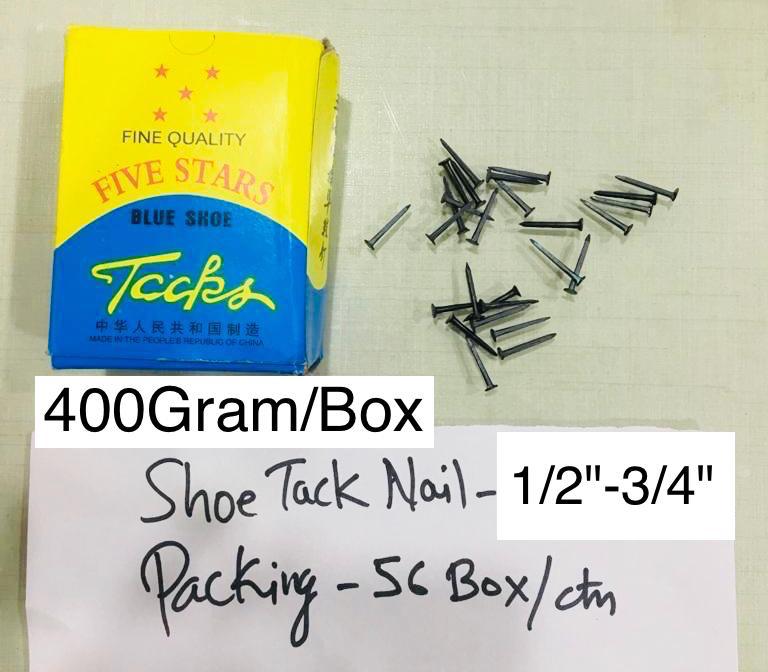 FINE QUALITY
FIVE STARS
BLUE SHOE
Tacks
中华人民共和国制造
MADE IN THE PEOPLE'S REPUBLIC OF CHINA
400Gram/Box
Shoe Tack Nail- 1/2"-3/4"
Packing - 56 Box/ctn